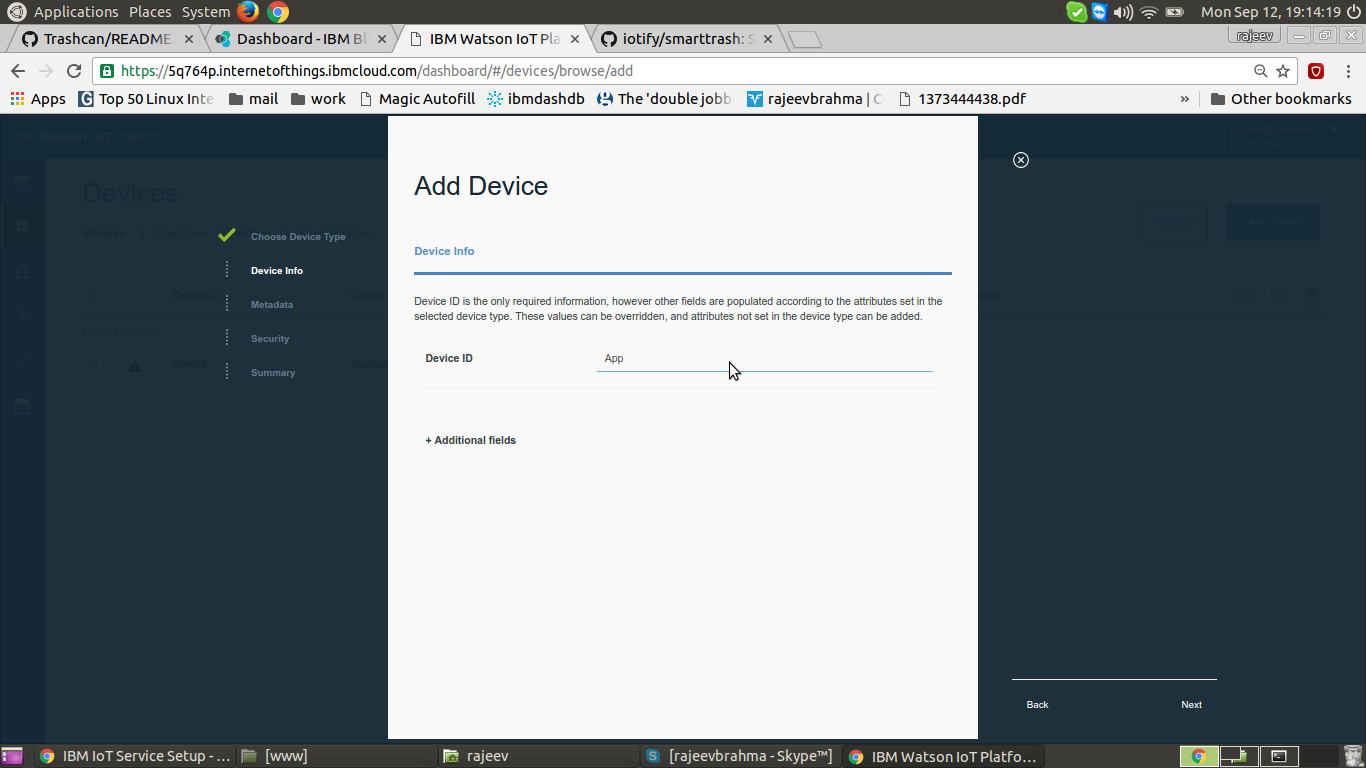 Applications Places System Mon Sep 12, 19:14:19
Trashcan/README. Dashboard - IBM Bl IBM Watson IoT Pla iotify/smarttrash: S rajeev
https://5q764p.internetofthings.ibmcloud.com/dashboard/#/devices/browse/add
Apps Top 50 Linux Inte mail work Magic Autofill ibmdashdb The 'double jobb rajeevbrahma | C 1373444438.pdf » Other bookmarks
IBM Watson IoT Platform
Devices
Browse
Device ID
Device
Add Device
Choose Device Type
Device Info
Metadata
Security
Summary
Device Info
Device ID is the only required information, however other fields are populated according to the attributes set in the
selected device type. These values can be overridden, and attributes not set in the device type can be added.
Device ID App
+ Additional fields
Back Next
IBM IoT Service Setup - ... [www] rajeev [rajeevbrahma - Skype™] IBM Watson IoT Platfo...